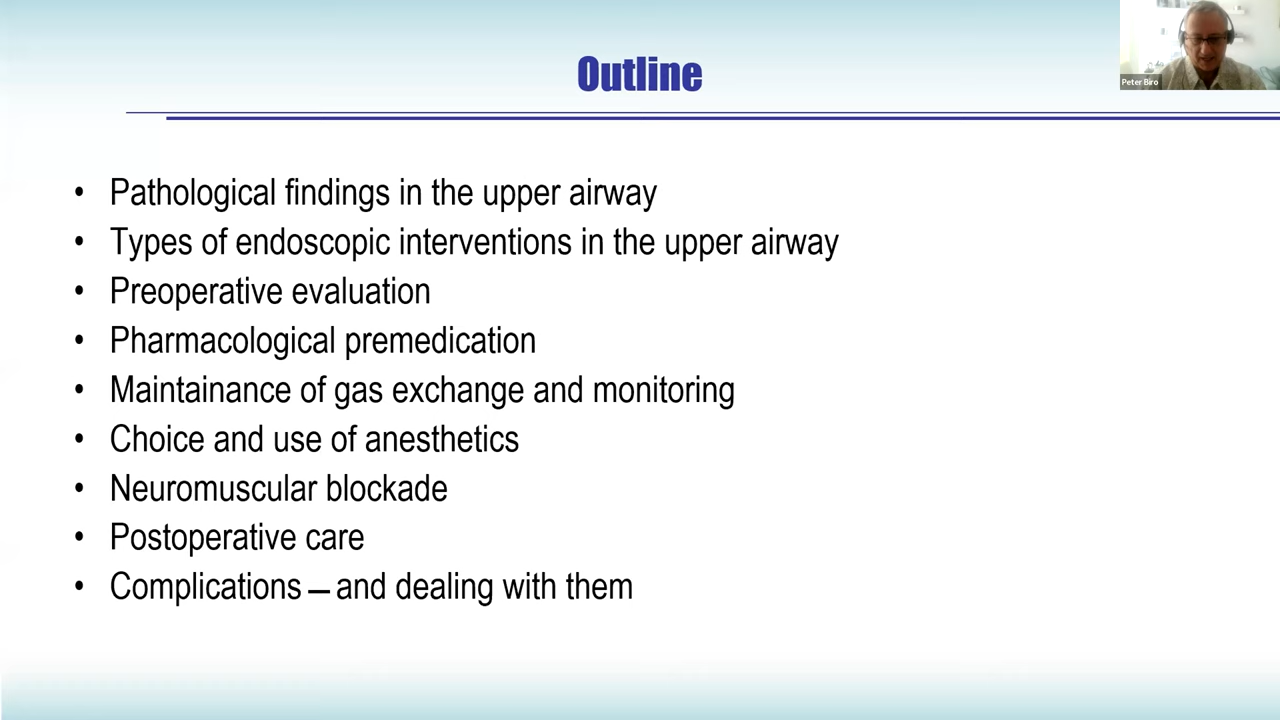 Outline
Peter Biro
• Pathological findings in the upper airway
• Types of endoscopic interventions in the upper airway
• Preoperative evaluation
• Pharmacological premedication
• Maintainance of gas exchange and monitoring
• Choice and use of anesthetics
• Neuromuscular blockade
• Postoperative care
• Complications – and dealing with them